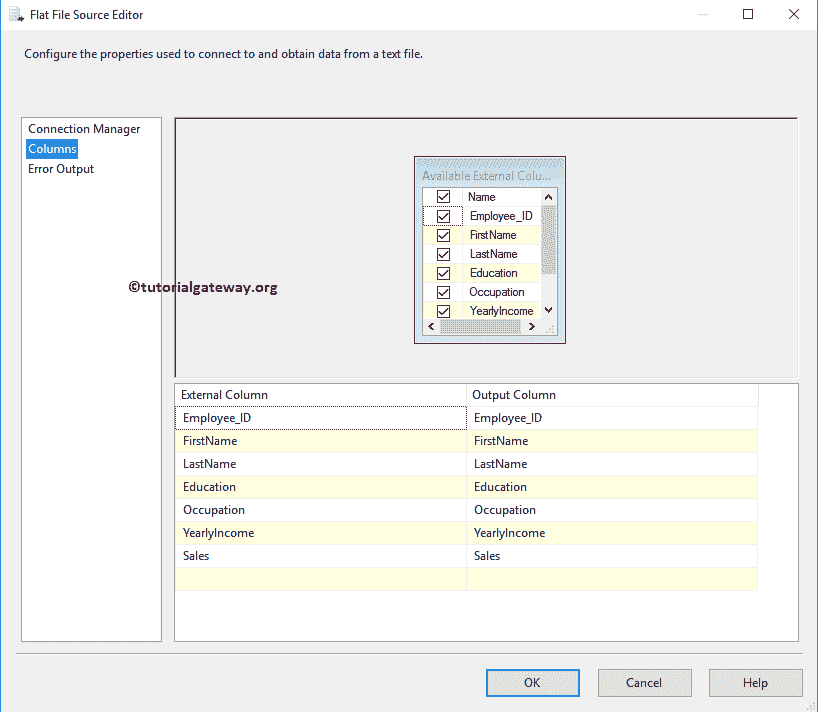 Flat File Source Editor
Configure the properties used to connect to and obtain data from a text file.
Connection Manager
Columns
Error Output
Available External Colu...
Name
Employee_ID
FirstName
LastName
Education
Occupation
YearlyIncome
©tutorialgateway.org
External Column Output Column
Employee_ID Employee_ID
FirstName FirstName
LastName LastName
Education Education
Occupation Occupation
YearlyIncome YearlyIncome
Sales Sales
OK Cancel Help